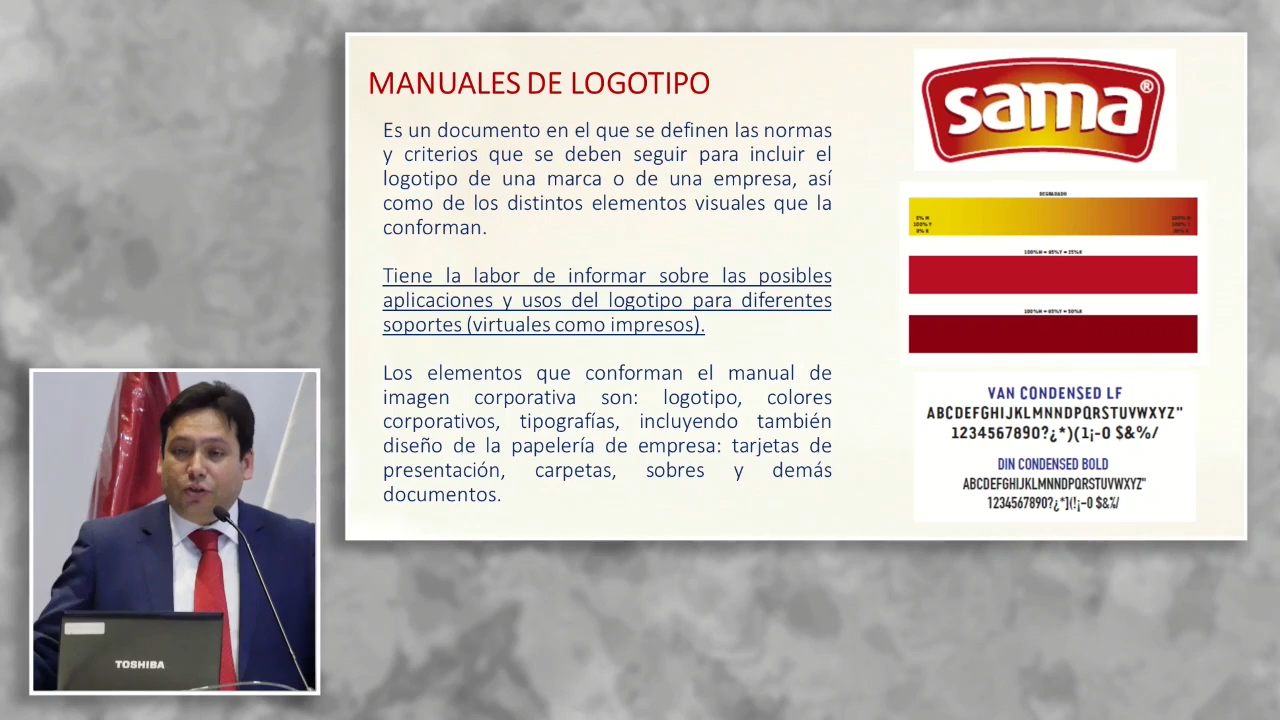 MANUALES DE LOGOTIPO
Es un documento en el que se definen las normas
y criterios que se deben seguir para incluir el
logotipo de una marca o de una empresa, así
como de los distintos elementos visuales que la
conforman.
Tiene la labor de informar sobre las posibles
aplicaciones y usos del logotipo para diferentes
soportes (virtuales como impresos).
Los elementos que conforman el manual de
imagen corporativa son: logotipo, colores
corporativos, tipografías, incluyendo también
diseño de la papelería de empresa: tarjetas de
presentación, carpetas, sobres y demás
documentos.
sama®
DEGRADADO
VAN CONDENSED LF
ABCDEFGHIJKLMNNDPQRSTUVWXYZ"
1234567890?¿*)(1¡-0 $&%/
DIN CONDENSED BOLD
ABCDEFGHIJKLMNNDPQRSTUVWXYZ"
1234567890?¿*](!¡-0 $&%/
TOSHIBA